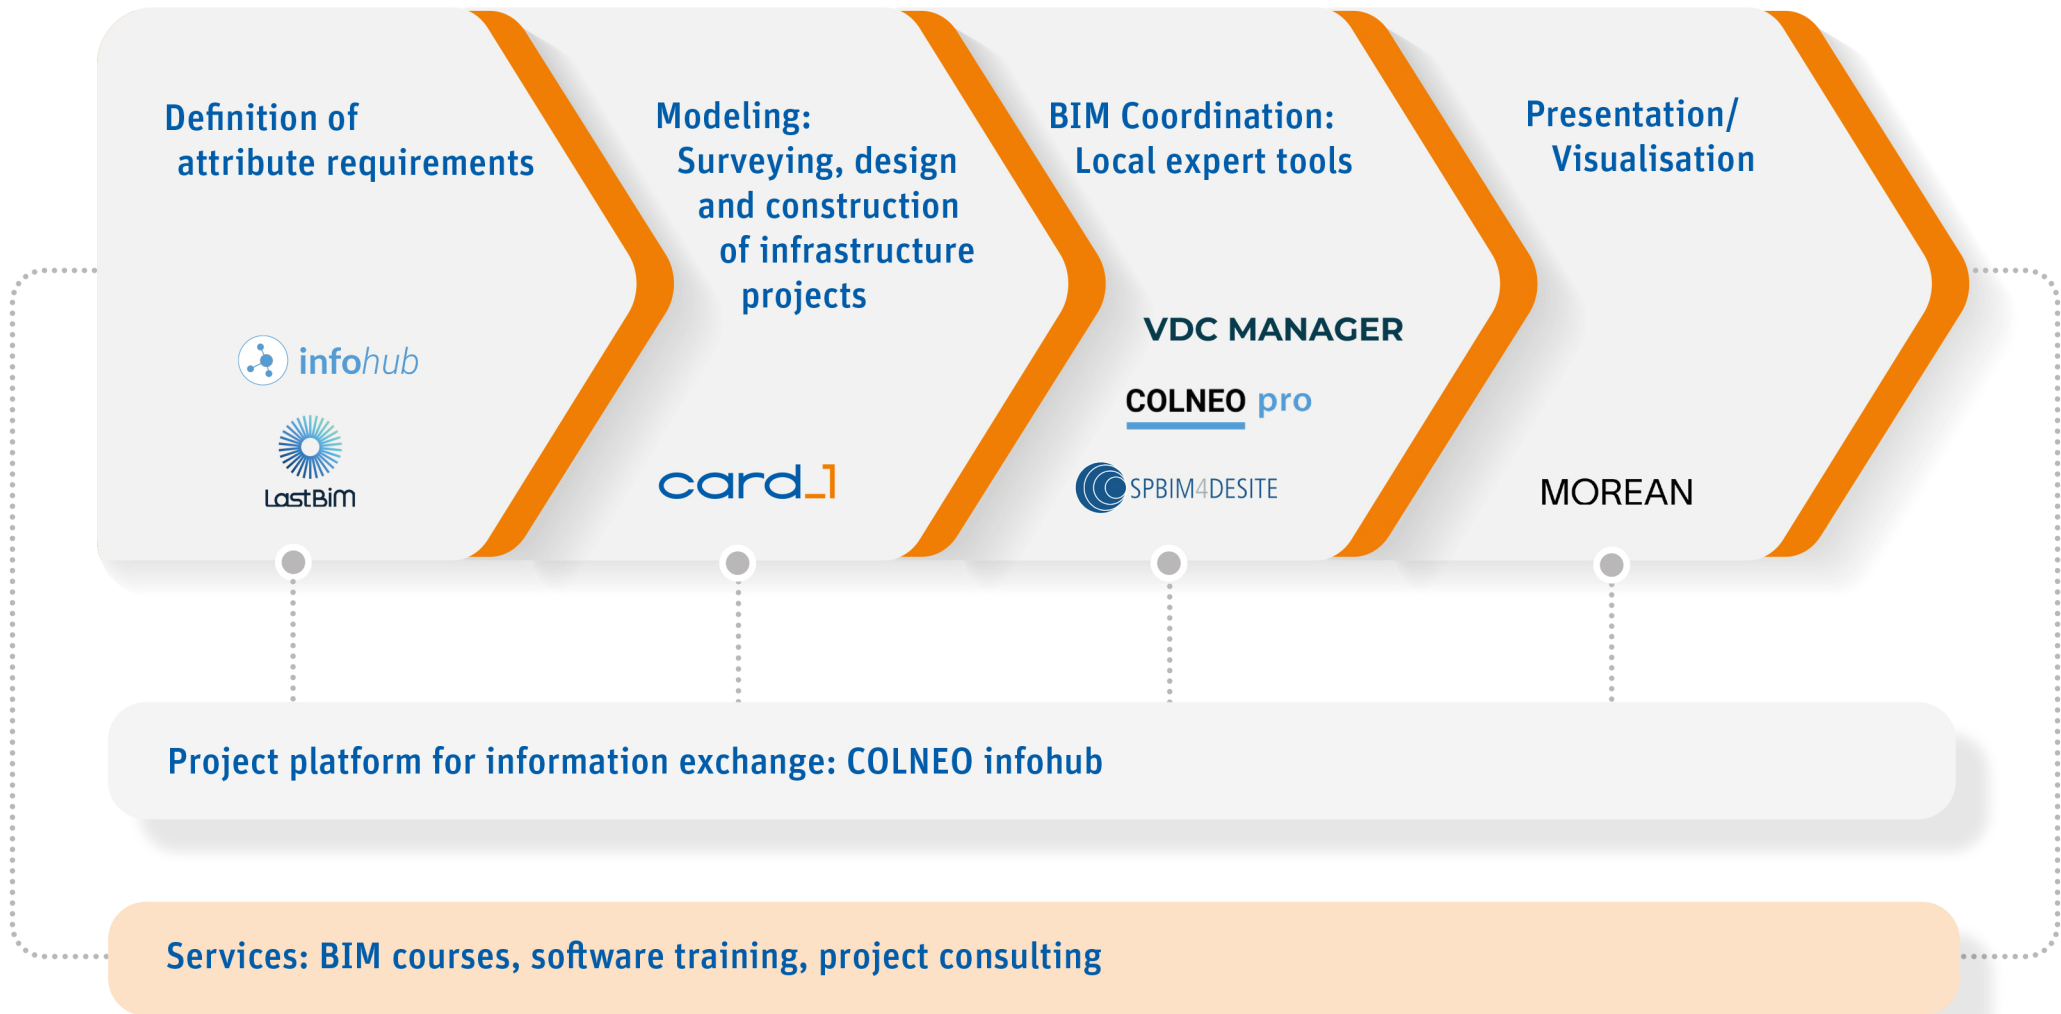 Definition of
attribute requirements
infohub
LastBiM
Modeling:
Surveying, design
and construction
of infrastructure
projects
card_1
BIM Coordination:
Local expert tools
VDC MANAGER
COLNEO pro
SPBIM4DESITE
Presentation/
Visualisation
MOREAN
Project platform for information exchange: COLNEO infohub
Services: BIM courses, software training, project consulting